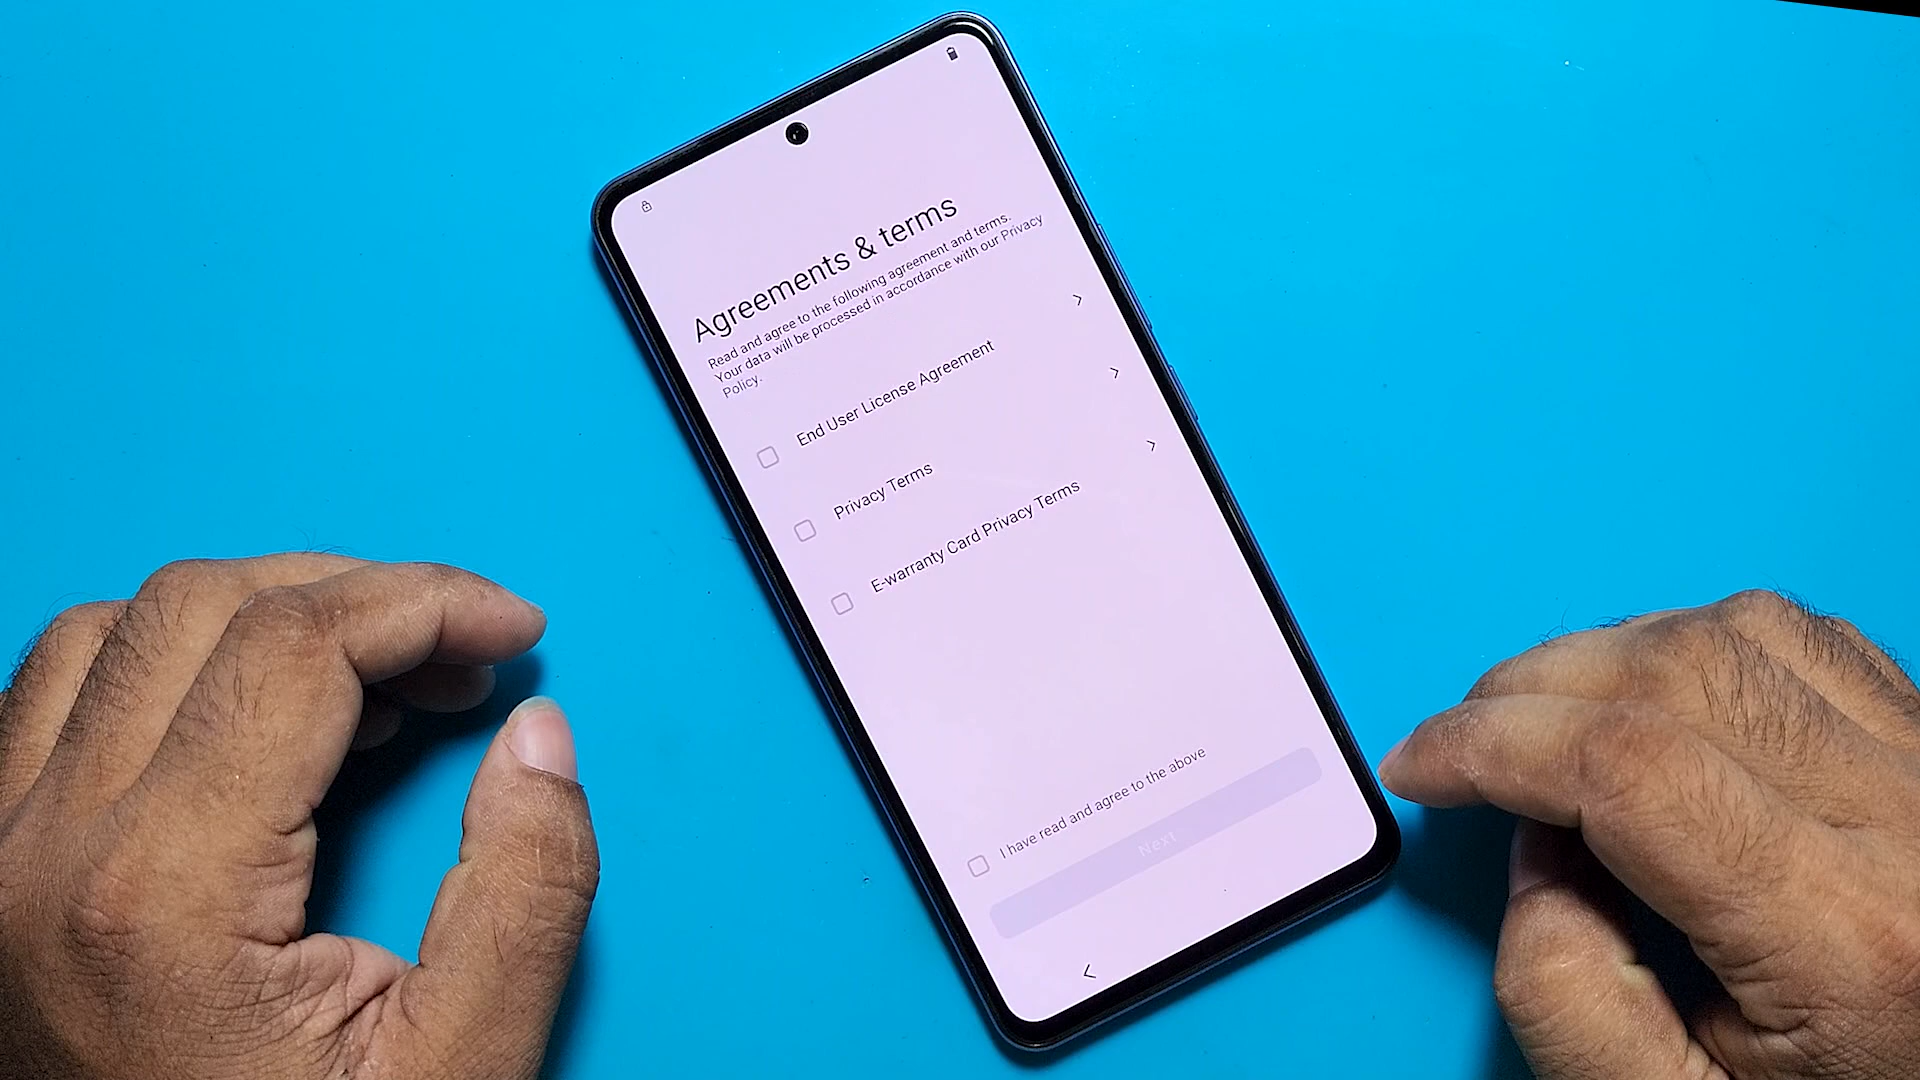 Agreements & terms
Read and agree to the following agreement and terms.
Your data will be processed in accordance with our Privacy
Policy.
End User License Agreement
Privacy Terms
E-warranty Card Privacy Terms
I have read and agree to the above
Next